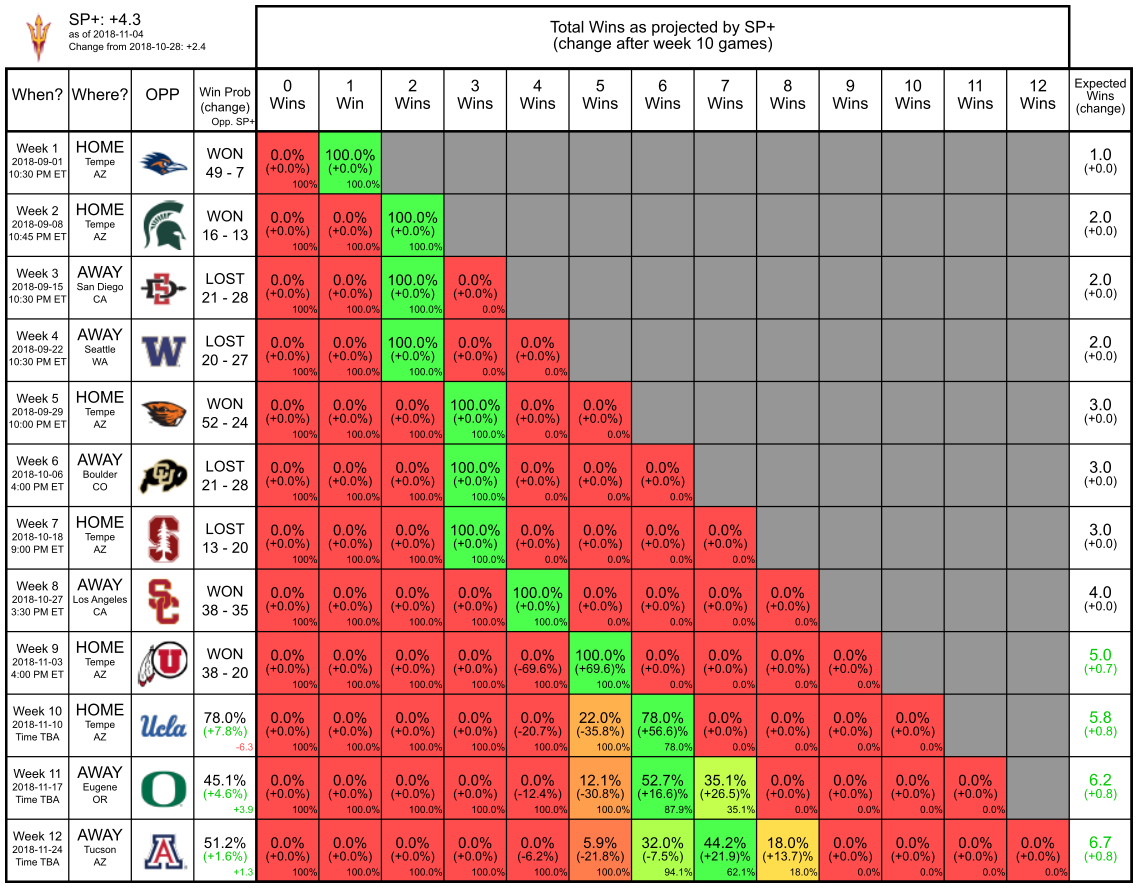 SP+: +4.3
as of 2018-11-04
Change from 2018-10-28: +2.4
Total Wins as projected by SP+
(change after week 10 games)
When? Where? OPP Win Prob (change) Opp. SP+ 0 Wins 1 Win 2 Wins 3 Wins 4 Wins 5 Wins 6 Wins 7 Wins 8 Wins 9 Wins 10 Wins 11 Wins 12 Wins Expected Wins (change)
Week 1 HOME WON 0.0% 100.0% 1.0
2018-09-01 Tempe 49 - 7 (+0.0%) (+0.0%) (+0.0)
10:30 PM ET AZ 100% 100.0%
Week 2 HOME WON 0.0% 0.0% 100.0% 2.0
2018-09-08 Tempe 16 - 13 (+0.0%) (+0.0%) (+0.0%) (+0.0)
10:45 PM ET AZ 100% 100.0% 100.0%
Week 3 AWAY LOST 0.0% 0.0% 100.0% 0.0% 2.0
2018-09-15 San Diego SD 21 - 28 (+0.0%) (+0.0%) (+0.0%) (+0.0%) (+0.0)
10:30 PM ET CA 100% 100.0% 100.0% 0.0%
Week 4 AWAY LOST 0.0% 0.0% 100.0% 0.0% 0.0% 2.0
2018-09-22 Seattle W 20 - 27 (+0.0%) (+0.0%) (+0.0%) (+0.0%) (+0.0%) (+0.0)
10:30 PM ET WA 100% 100.0% 100.0% 0.0% 0.0%
Week 5 HOME WON 0.0% 0.0% 0.0% 100.0% 0.0% 0.0% 3.0
2018-09-29 Tempe 52 - 24 (+0.0%) (+0.0%) (+0.0%) (+0.0%) (+0.0%) (+0.0%) (+0.0)
10:00 PM ET AZ 100% 100.0% 100.0% 100.0% 0.0% 0.0%
Week 6 AWAY LOST 0.0% 0.0% 0.0% 100.0% 0.0% 0.0% 0.0% 3.0
2018-10-06 Boulder CU 21 - 28 (+0.0%) (+0.0%) (+0.0%) (+0.0%) (+0.0%) (+0.0%) (+0.0%) (+0.0)
4:00 PM ET CO 100% 100.0% 100.0% 100.0% 0.0% 0.0% 0.0%
Week 7 HOME LOST 0.0% 0.0% 0.0% 100.0% 0.0% 0.0% 0.0% 0.0% 3.0
2018-10-18 Tempe S 13 - 20 (+0.0%) (+0.0%) (+0.0%) (+0.0%) (+0.0%) (+0.0%) (+0.0%) (+0.0%) (+0.0)
9:00 PM ET AZ 100% 100.0% 100.0% 100.0% 0.0% 0.0% 0.0% 0.0%
Week 8 AWAY WON 0.0% 0.0% 0.0% 0.0% 100.0% 0.0% 0.0% 0.0% 0.0% 4.0
2018-10-27 Los Angeles SC 38 - 35 (+0.0%) (+0.0%) (+0.0%) (+0.0%) (+0.0%) (+0.0%) (+0.0%) (+0.0%) (+0.0%) (+0.0)
3:30 PM ET CA 100% 100.0% 100.0% 100.0% 100.0% 0.0% 0.0% 0.0% 0.0%
Week 9 HOME WON 0.0% 0.0% 0.0% 0.0% 0.0% 100.0% 0.0% 0.0% 0.0% 0.0% 5.0
2018-11-03 Tempe U 38 - 20 (+0.0%) (+0.0%) (+0.0%) (+0.0%) (-69.6%) (+69.6)% (+0.0%) (+0.0%) (+0.0%) (+0.0%) (+0.7)
4:00 PM ET AZ 100% 100.0% 100.0% 100.0% 100.0% 100.0% 0.0% 0.0% 0.0% 0.0%
Week 10 HOME 78.0% 0.0% 0.0% 0.0% 0.0% 0.0% 22.0% 78.0% 0.0% 0.0% 0.0% 0.0% 5.8
2018-11-10 Tempe Ucla (+7.8%) (+0.0%) (+0.0%) (+0.0%) (+0.0%) (-20.7%) (-35.8%) (+56.6)% (+0.0%) (+0.0%) (+0.0%) (+0.0%) (+0.8)
Time TBA AZ -6.3 100% 100.0% 100.0% 100.0% 100.0% 100.0% 78.0% 0.0% 0.0% 0.0% 0.0%
Week 11 AWAY 45.1% 0.0% 0.0% 0.0% 0.0% 0.0% 12.1% 52.7% 35.1% 0.0% 0.0% 0.0% 0.0% 6.2
2018-11-17 Eugene O (+4.6%) (+0.0%) (+0.0%) (+0.0%) (+0.0%) (-12.4%) (-30.8%) (+16.6)% (+26.5)% (+0.0%) (+0.0%) (+0.0%) (+0.0%) (+0.8)
Time TBA OR +3.9 100% 100.0% 100.0% 100.0% 100.0% 100.0% 87.9% 35.1% 0.0% 0.0% 0.0% 0.0%
Week 12 AWAY 51.2% 0.0% 0.0% 0.0% 0.0% 0.0% 5.9% 32.0% 44.2% 18.0% 0.0% 0.0% 0.0% 0.0% 6.7
2018-11-24 Tucson A (+1.6%) (+0.0%) (+0.0%) (+0.0%) (+0.0%) (-6.2%) (-21.8%) (-7.5%) (+21.9)% (+13.7)% (+0.0%) (+0.0%) (+0.0%) (+0.0%) (+0.8)
Time TBA AZ +1.3 100% 100.0% 100.0% 100.0% 100.0% 100.0% 94.1% 62.1% 18.0% 0.0% 0.0% 0.0% 0.0%